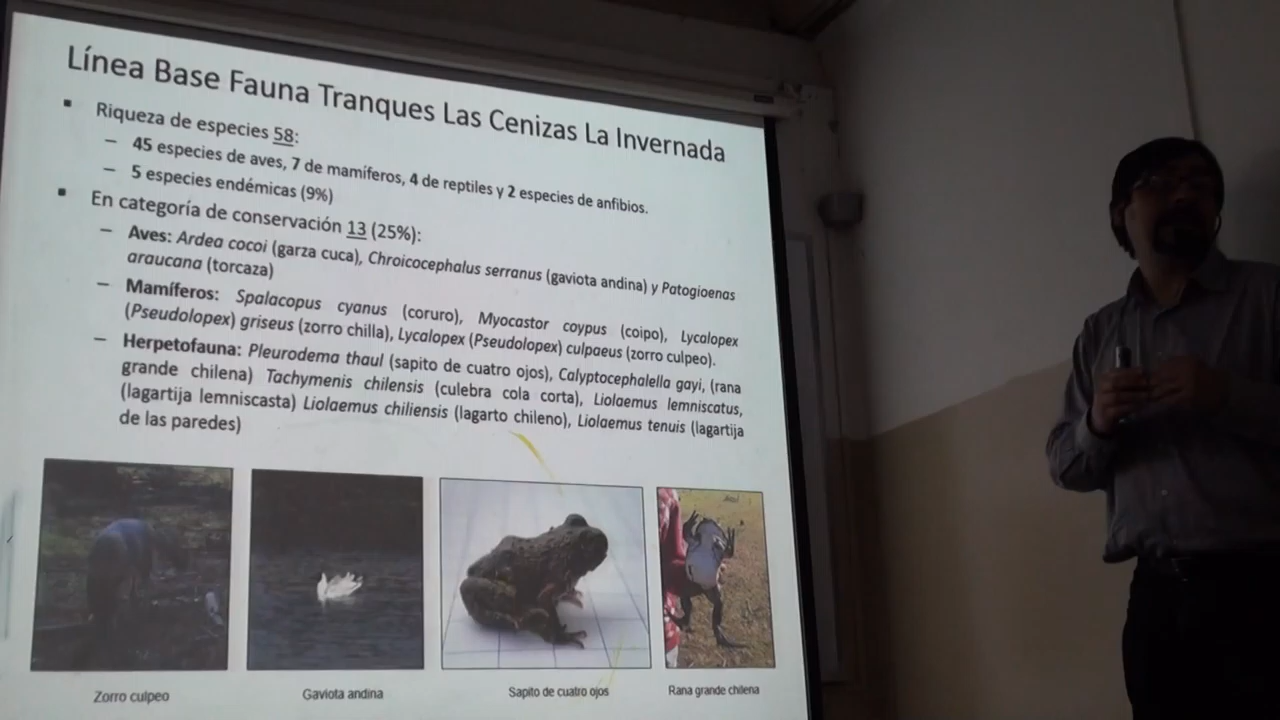 Línea Base Fauna Tranques Las Cenizas La Invernada
▪ Riqueza de especies 58:
– 45 especies de aves, 7 de mamíferos, 4 de reptiles y 2 especies de anfibios.
– 5 especies endémicas (9%)
▪ En categoría de conservación 13 (25%):
– Aves: Ardea cocoi (garza cuca), Chroicocephalus serranus (gaviota andina) y Patogioenas
araucana (torcaza)
– Mamíferos: Spalacopus cyanus (coruro), Myocastor coypus (coipo), Lycalopex
(Pseudolopex) griseus (zorro chilla), Lycalopex (Pseudolopex) culpaeus (zorro culpeo).
– Herpetofauna: Pleurodema thaul (sapito de cuatro ojos), Calyptocephalella gayi, (rana
grande chilena) Tachymenis chilensis (culebra cola corta), Liolaemus lemniscatus,
(lagartija lemniscasta) Liolaemus chiliensis (lagarto chileno), Liolaemus tenuis (lagartija
de las paredes)
Zorro culpeo
Gaviota andina
Sapito de cuatro ojos
Rana grande chilena